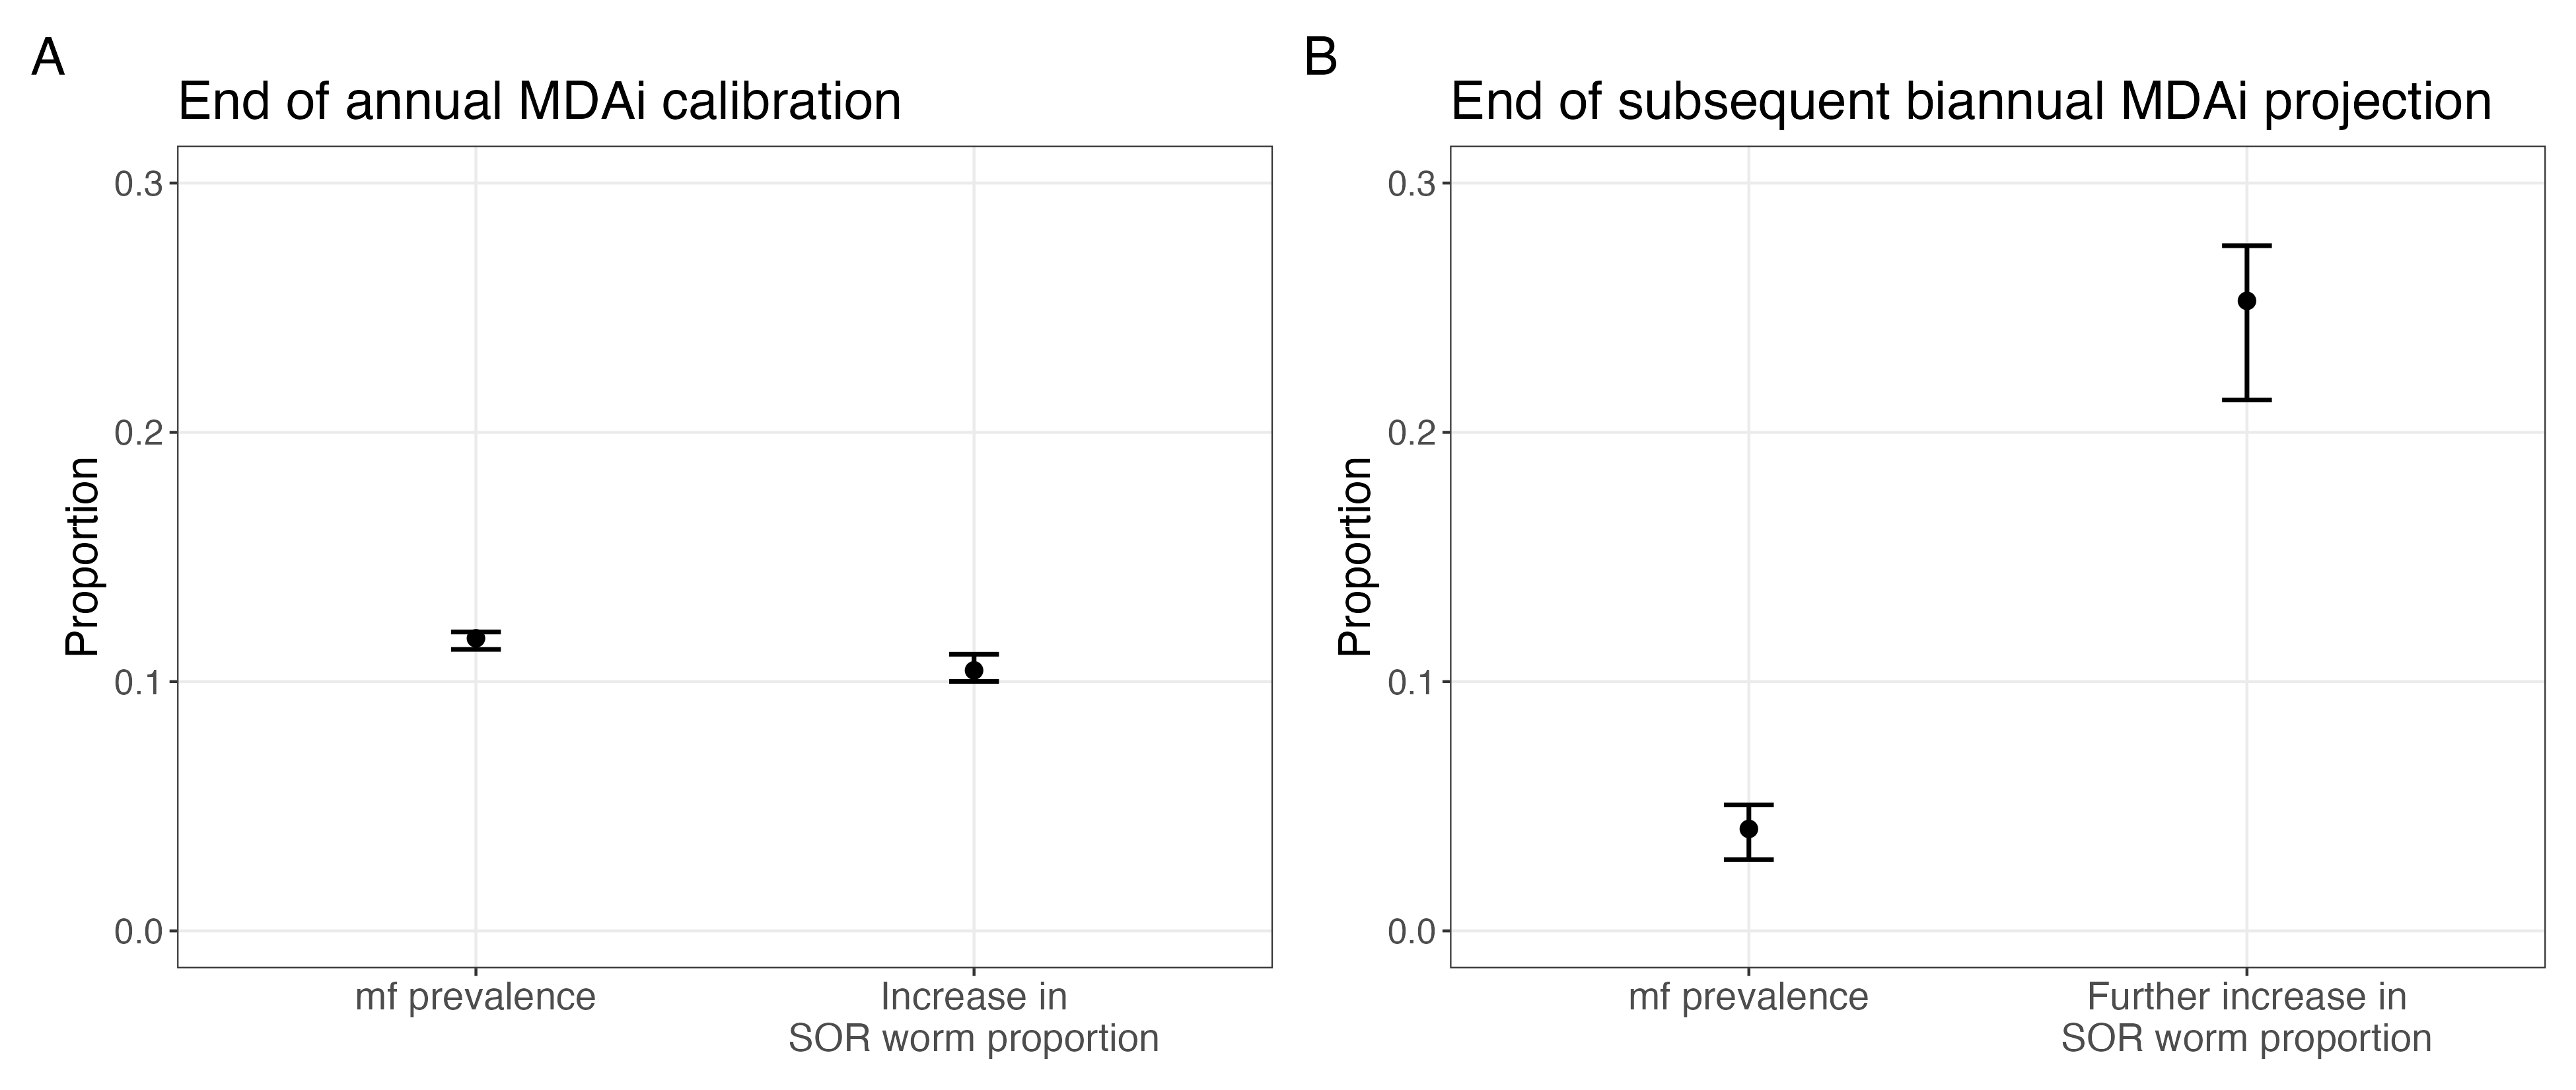 A
End of annual MDAi calibration
0.3
0.2
0.1
0.0
Proportion
mf prevalence
Increase in
SOR worm proportion
B
End of subsequent biannual MDAi projection
0.3
0.2
0.1
0.0
Proportion
mf prevalence
Further increase in
SOR worm proportion